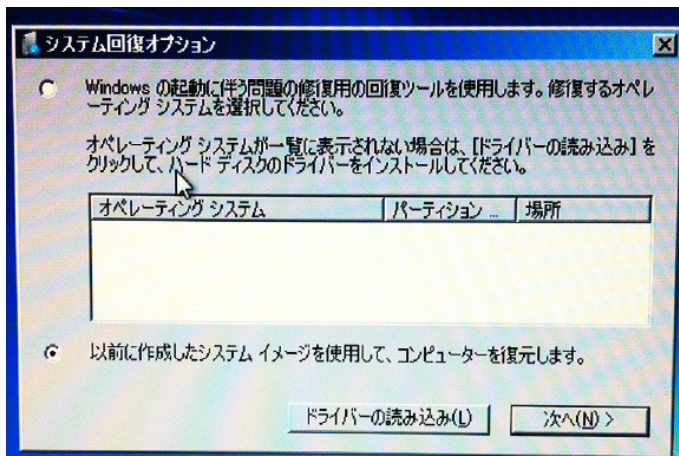 システム回復オプション
Windows の起動に伴う問題の修復用の回復ツールを使用します。修復するオペレ
ーティング システムを選択してください。
オペレーティング システムが一覧に表示されない場合は、[ドライバーの読み込み] を
クリックして、ハード ディスクのドライバーをインストールしてください。
オペレーティング システム パーティション ... 場所
以前に作成したシステム イメージを使用して、コンピューターを復元します。
ドライバーの読み込み(L) 次へ(N) >